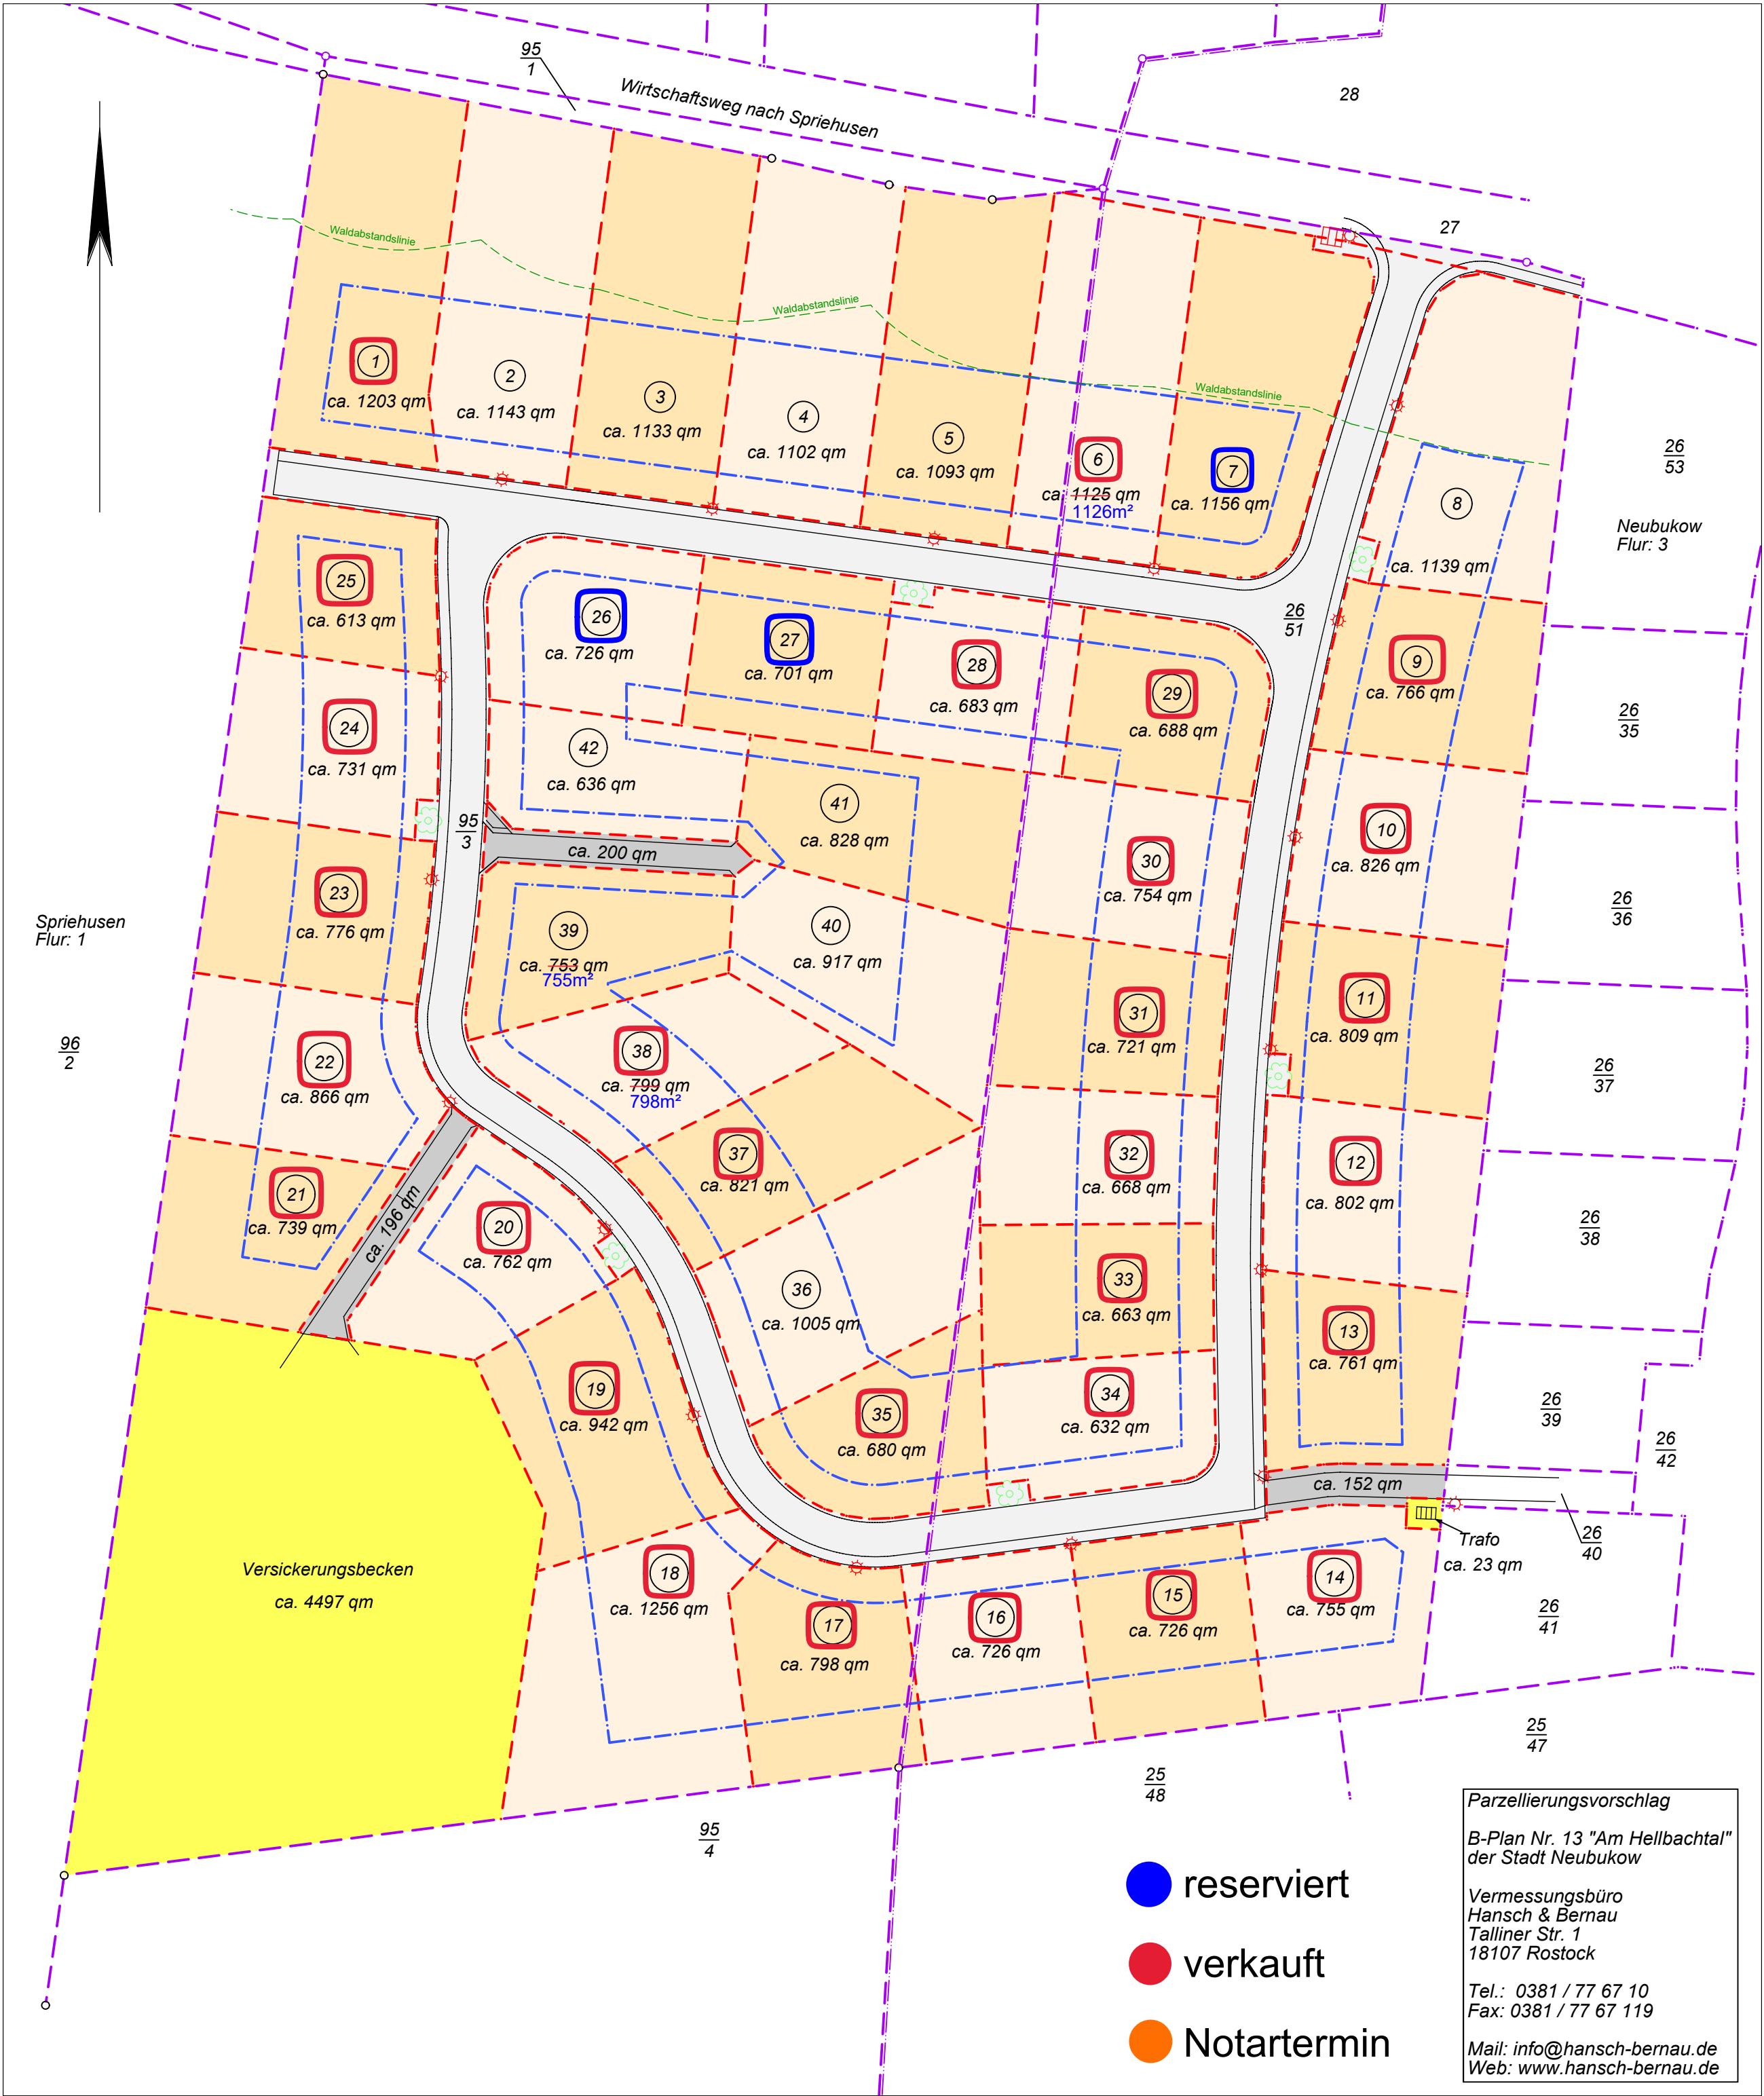 95
1
Wirtschaftsweg nach Spriehusen
28
27
Waldabstandslinie
Waldabstandslinie
Waldabstandslinie
1
ca. 1203 qm
2
ca. 1143 qm
3
ca. 1133 qm
4
ca. 1102 qm
5
ca. 1093 qm
6
ca. 1125 qm
1126m²
7
ca. 1156 qm
8
ca. 1139 qm
26
53
Neubukow
Flur: 3
25
ca. 613 qm
26
ca. 726 qm
27
ca. 701 qm
28
ca. 683 qm
29
ca. 688 qm
26
51
9
ca. 766 qm
26
35
24
ca. 731 qm
42
ca. 636 qm
41
ca. 828 qm
30
ca. 754 qm
10
ca. 826 qm
95
3
ca. 200 qm
26
36
23
ca. 776 qm
39
ca. 753 qm
755m²
40
ca. 917 qm
Spriehusen
Flur: 1
96
2
31
ca. 721 qm
11
ca. 809 qm
26
37
22
ca. 866 qm
38
ca. 799 qm
798m²
37
ca. 821 qm
32
ca. 668 qm
12
ca. 802 qm
26
38
21
ca. 739 qm
ca. 196 qm
20
ca. 762 qm
36
ca. 1005 qm
33
ca. 663 qm
13
ca. 761 qm
19
ca. 942 qm
35
ca. 680 qm
34
ca. 632 qm
26
39
26
42
ca. 152 qm
Trafo
ca. 23 qm
26
40
Versickerungsbecken
ca. 4497 qm
18
ca. 1256 qm
17
ca. 798 qm
16
ca. 726 qm
15
ca. 726 qm
14
ca. 755 qm
26
41
25
47
25
48
95
4
reserviert
verkauft
Notartermin
Parzellierungsvorschlag
B-Plan Nr. 13 "Am Hellbachtal"
der Stadt Neubukow
Vermessungsbüro
Hansch & Bernau
Talliner Str. 1
18107 Rostock
Tel.: 0381 / 77 67 10
Fax: 0381 / 77 67 119
Mail: info@hansch-bernau.de
Web: www.hansch-bernau.de